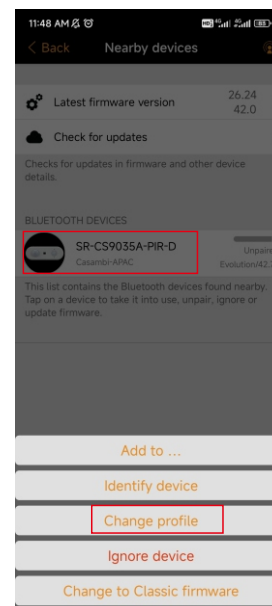 11:48 AM
Back Nearby devices
Latest firmware version 26.24
42.0
Check for updates
Checks for updates in firmware and other device
details.
BLUETOOTH DEVICES
SR-CS9035A-PIR-D
Casambi-APAC
Unpaire
Evolution/42.
This list contains the Bluetooth devices found nearby.
Tap on a device to take it into use, unpair, ignore or
update firmware.
Add to ...
Identify device
Change profile
Ignore device
Change to Classic firmware